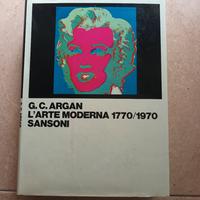 G. C. ARGAN
L'ARTE MODERNA 1770/1970
SANSONI